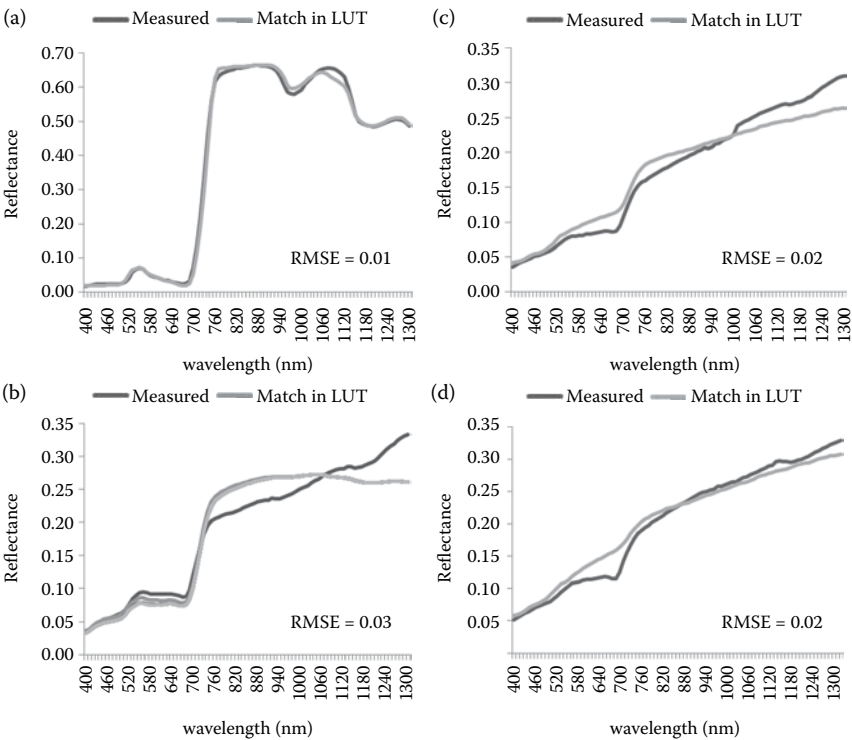 (a)
Measured Match in LUT
0.70
0.60
0.50
0.40
0.30
0.20
0.10
0.00
Reflectance
RMSE = 0.01
400 460 520 580 640 700 760 820 880 940 1000 1060 1120 1180 1240 1300
wavelength (nm)
(c)
Measured Match in LUT
0.35
0.30
0.25
0.20
0.15
0.10
0.05
0.00
Reflectance
RMSE = 0.02
400 460 520 580 640 700 760 820 880 940 1000 1060 1120 1180 1240 1300
wavelength (nm)
(b)
Measured Match in LUT
0.35
0.30
0.25
0.20
0.15
0.10
0.05
0.00
Reflectance
RMSE = 0.03
400 460 520 580 640 700 760 820 880 940 1000 1060 1120 1180 1240 1300
wavelength (nm)
(d)
Measured Match in LUT
0.35
0.30
0.25
0.20
0.15
0.10
0.05
Reflectance
RMSE = 0.02
400 460 520 580 640 700 760 820 880 940 1000 1060 1120 1180 1240 1300
wavelength (nm)